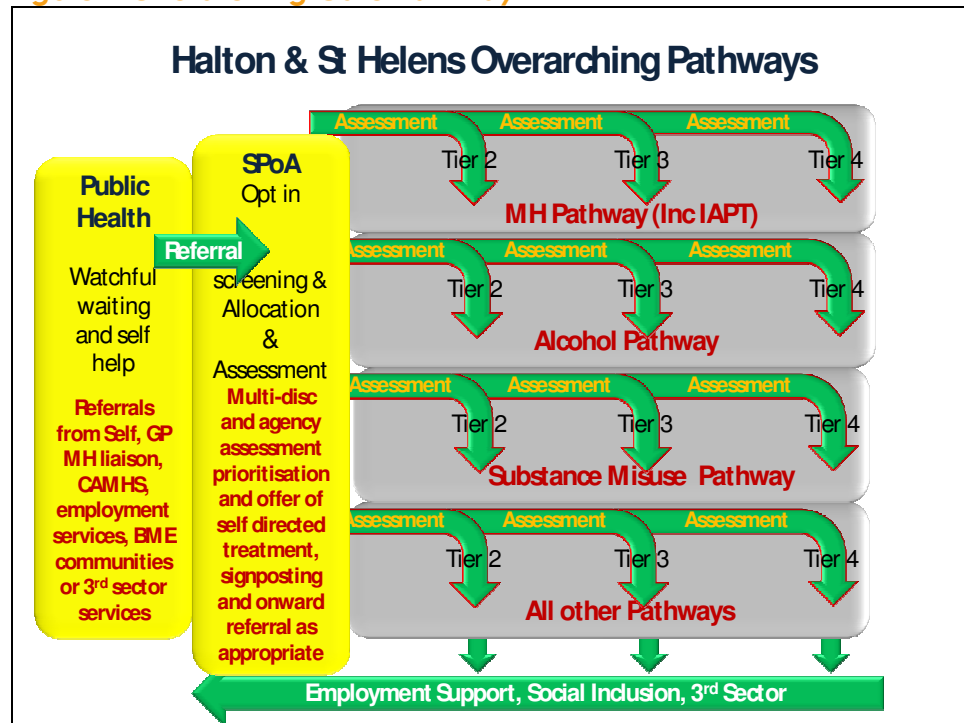 Halton & St Helens Overarching Pathways
Public
Health
Watchful
waiting
and self
help
Referrals
from Self, GP
MH liaison,
CAMHS,
employment
services, BME
communities
or 3rd sector
services
Referral
SPoA
Opt in
screening &
Allocation
&
Assessment
Multi-disc
and agency
assessment
prioritisation
and offer of
self directed
treatment,
signposting
and onward
referral as
appropriate
Assessment Assessment Assessment
Tier 2 Tier 3 Tier 4
MH Pathway (Inc IAPT)
Assessment Assessment Assessment
Tier 2 Tier 3 Tier 4
Alcohol Pathway
Assessment Assessment Assessment
Tier 2 Tier 3 Tier 4
Substance Misuse Pathway
Assessment Assessment Assessment
Tier 2 Tier 3 Tier 4
All other Pathways
Employment Support, Social Inclusion, 3rd Sector